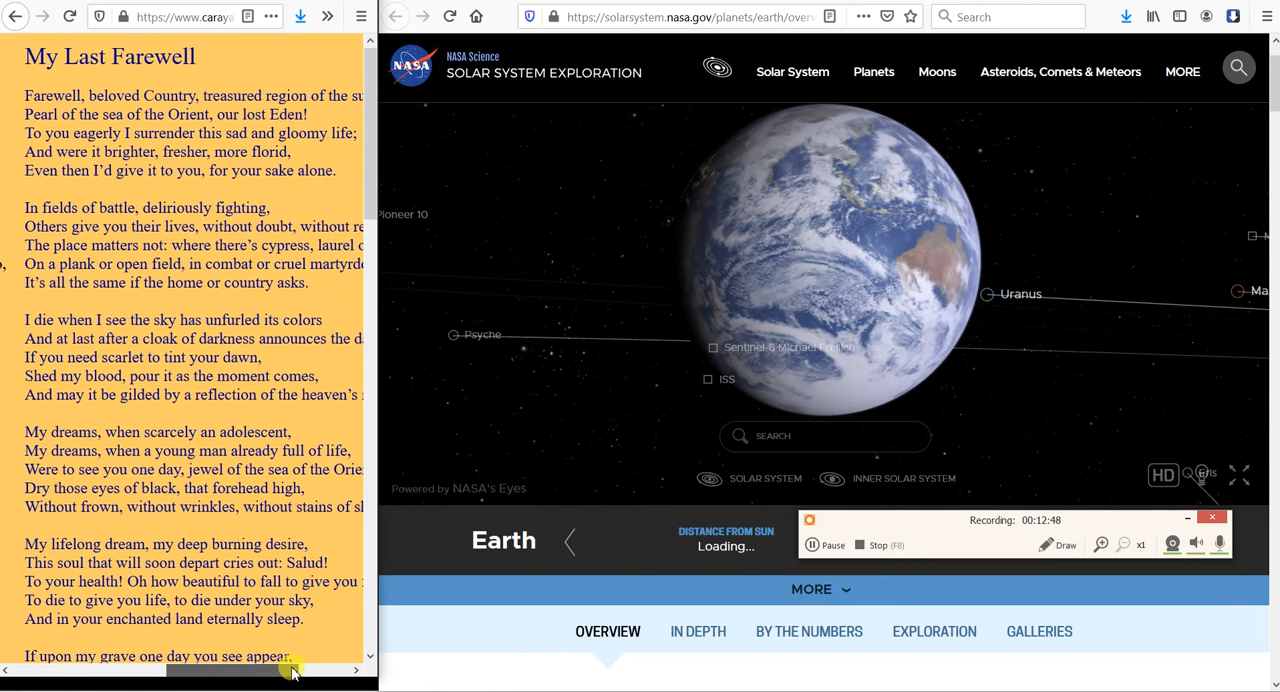 https://www.caraya
My Last Farewell
Farewell, beloved Country, treasured region of the su
Pearl of the sea of the Orient, our lost Eden!
To you eagerly I surrender this sad and gloomy life;
And were it brighter, fresher, more florid,
Even then I’d give it to you, for your sake alone.
In fields of battle, deliriously fighting,
Others give you their lives, without doubt, without re
The place matters not: where there’s cypress, laurel o
On a plank or open field, in combat or cruel martyrd
It’s all the same if the home or country asks.
I die when I see the sky has unfurled its colors
And at last after a cloak of darkness announces the d
If you need scarlet to tint your dawn,
Shed my blood, pour it as the moment comes,
And may it be gilded by a reflection of the heaven’s
My dreams, when scarcely an adolescent,
My dreams, when a young man already full of life,
Were to see you one day, jewel of the sea of the Orie
Dry those eyes of black, that forehead high,
Without frown, without wrinkles, without stains of sh
My lifelong dream, my deep burning desire,
This soul that will soon depart cries out: Salud!
To your health! Oh how beautiful to fall to give you
To die to give you life, to die under your sky,
And in your enchanted land eternally sleep.
If upon my grave one day you see appear,
https://solarsystem.nasa.gov/planets/earth/over
Search
NASA
NASA Science
SOLAR SYSTEM EXPLORATION
Solar System
Planets
Moons
Asteroids, Comets & Meteors
MORE
Pioneer 10
Uranus
Ma
Psyche
Sentinel-6 Michael Freilich
ISS
SEARCH
SOLAR SYSTEM
INNER SOLAR SYSTEM
HD
Eris
Powered by NASA's Eyes
Recording: 00:12:48
Pause
Stop (F8)
Draw
x1
Earth
DISTANCE FROM SUN
Loading...
MORE
OVERVIEW
IN DEPTH
BY THE NUMBERS
EXPLORATION
GALLERIES